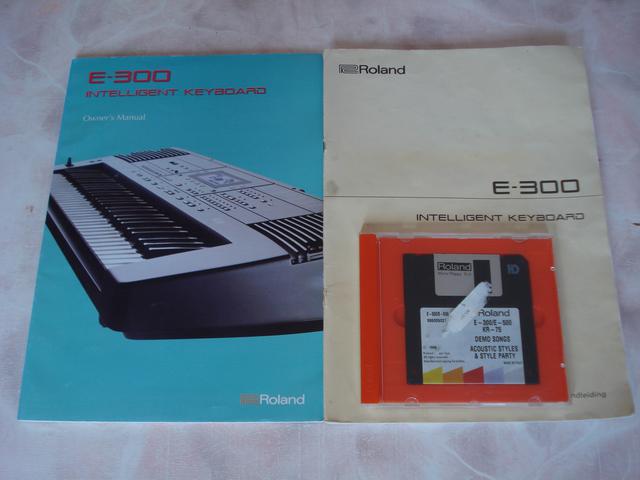 E-300
INTELLIGENT KEYBOARD
Owner's Manual
Roland
Roland
E-300
INTELLIGENT KEYBOARD
Roland
HD
Roland
E-300/E-500
KR-75
DEMO SONGS
ACOUSTIC STYLES
& STYLE PARTY